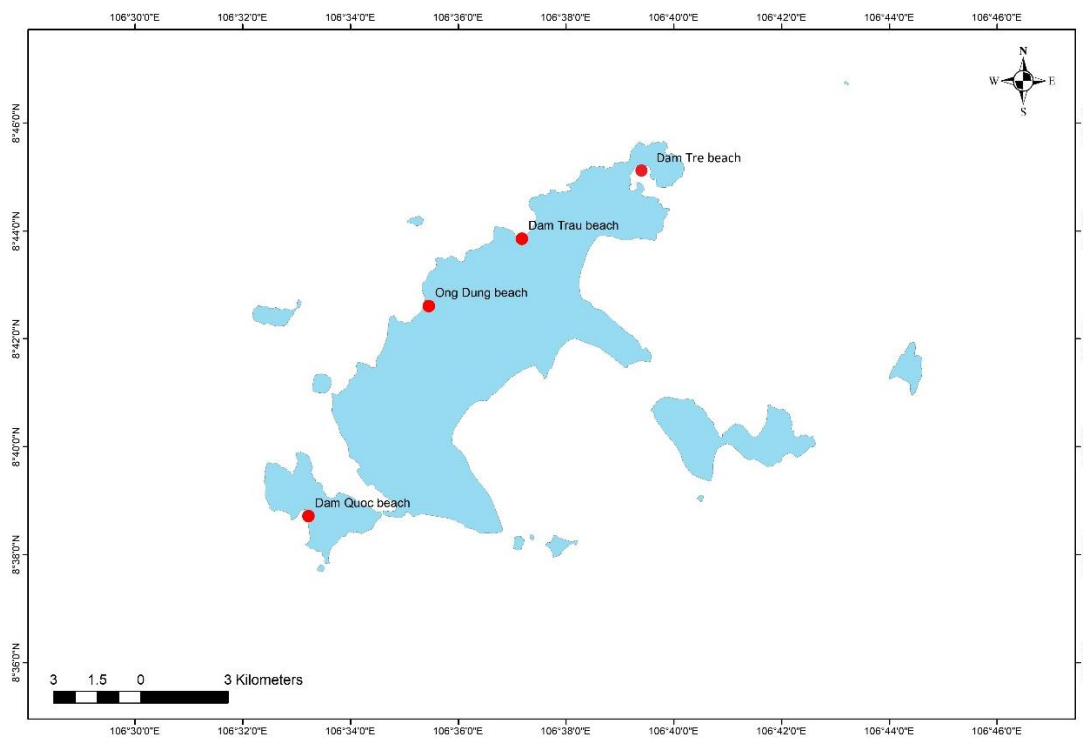 106°30'0"E 106°32'0"E 106°34'0"E 106°36'0"E 106°38'0"E 106°40'0"E 106°42'0"E 106°44'0"E 106°46'0"E
N
W E
S
8°46'0"N
Dam Tre beach
8°44'0"N
Dam Trau beach
Ong Dung beach
8°42'0"N
8°40'0"N
Dam Quoc beach
8°38'0"N
8°36'0"N
3 1.5 0 3 Kilometers
106°30'0"E 106°32'0"E 106°34'0"E 106°36'0"E 106°38'0"E 106°40'0"E 106°42'0"E 106°44'0"E 106°46'0"E